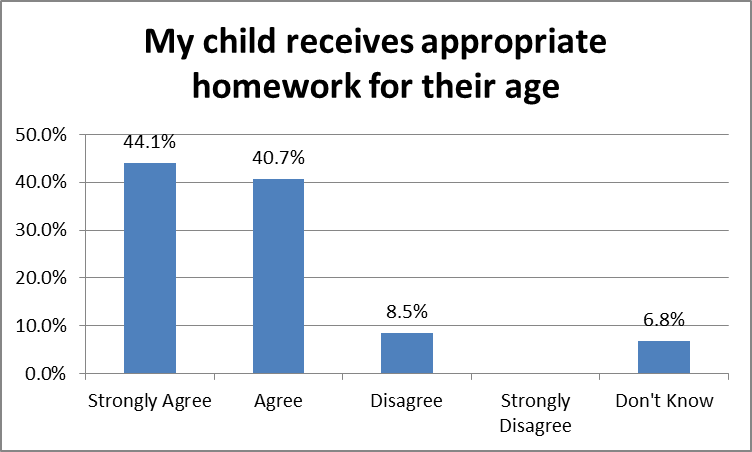 My child receives appropriate
homework for their age
50.0%
44.1%
40.7%
40.0%
30.0%
20.0%
10.0%
8.5%
6.8%
0.0%
Strongly Agree
Agree
Disagree
Strongly
Disagree
Don't Know